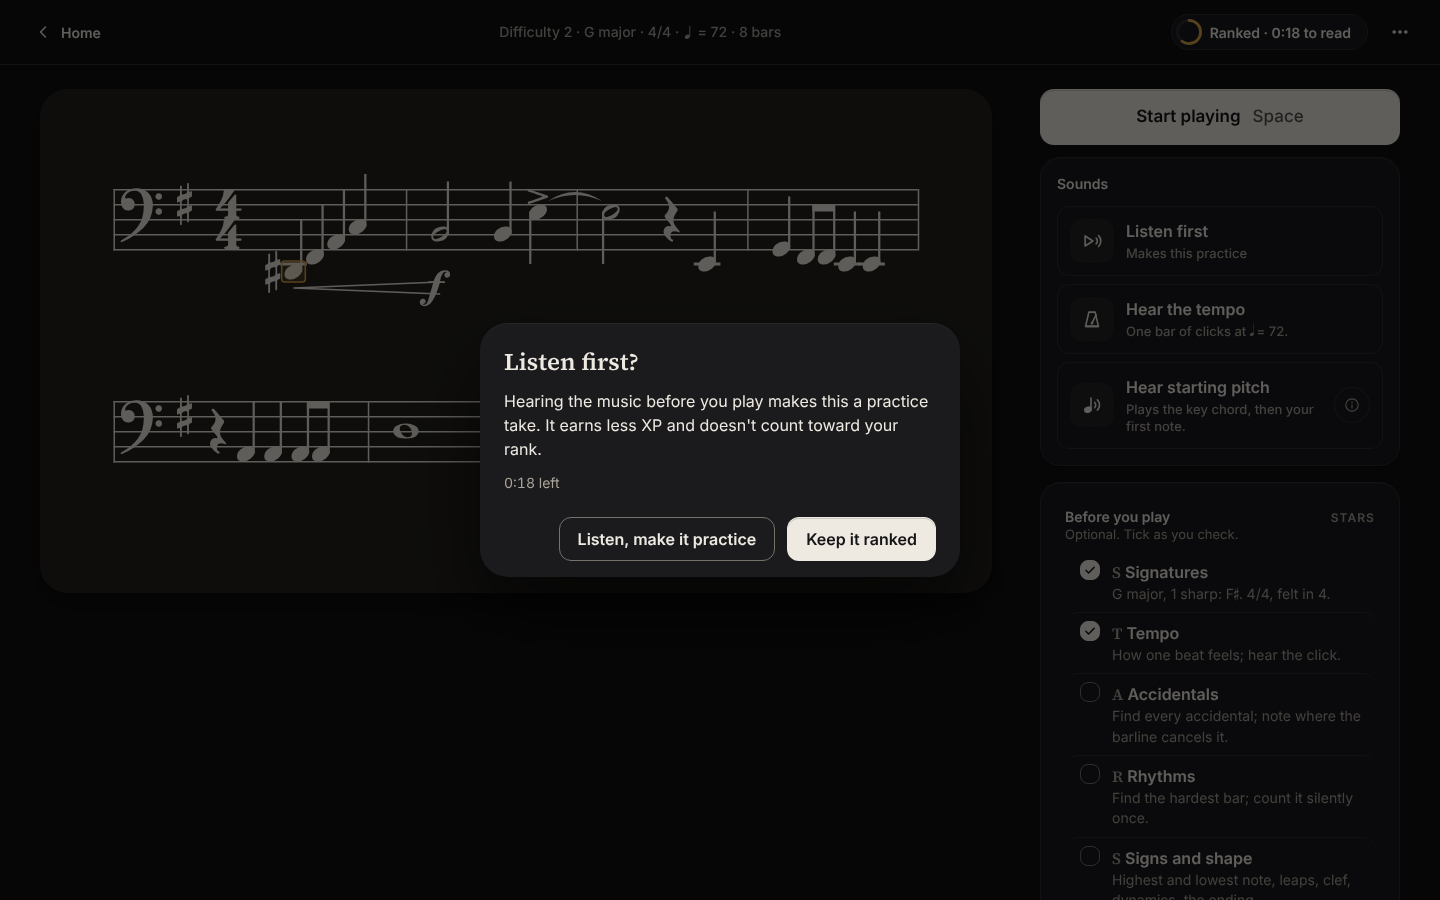 Home
Difficulty 2 · G major · 4/4 · ♩ = 72 · 8 bars
Ranked · 0:18 to read
Start playing Space
Sounds
Listen first
Makes this practice
Hear the tempo
One bar of clicks at ♩ = 72.
Hear starting pitch
Plays the key chord, then your
first note.
Listen first?
Hearing the music before you play makes this a practice
take. It earns less XP and doesn't count toward your
rank.
0:18 left
Listen, make it practice
Keep it ranked
Before you play
STARS
Optional. Tick as you check.
S Signatures
G major, 1 sharp: F♯. 4/4, felt in 4.
T Tempo
How one beat feels; hear the click.
A Accidentals
Find every accidental; note where the
barline cancels it.
R Rhythms
Find the hardest bar; count it silently
once.
S Signs and shape
Highest and lowest note, leaps, clef,
dynamics, the ending.